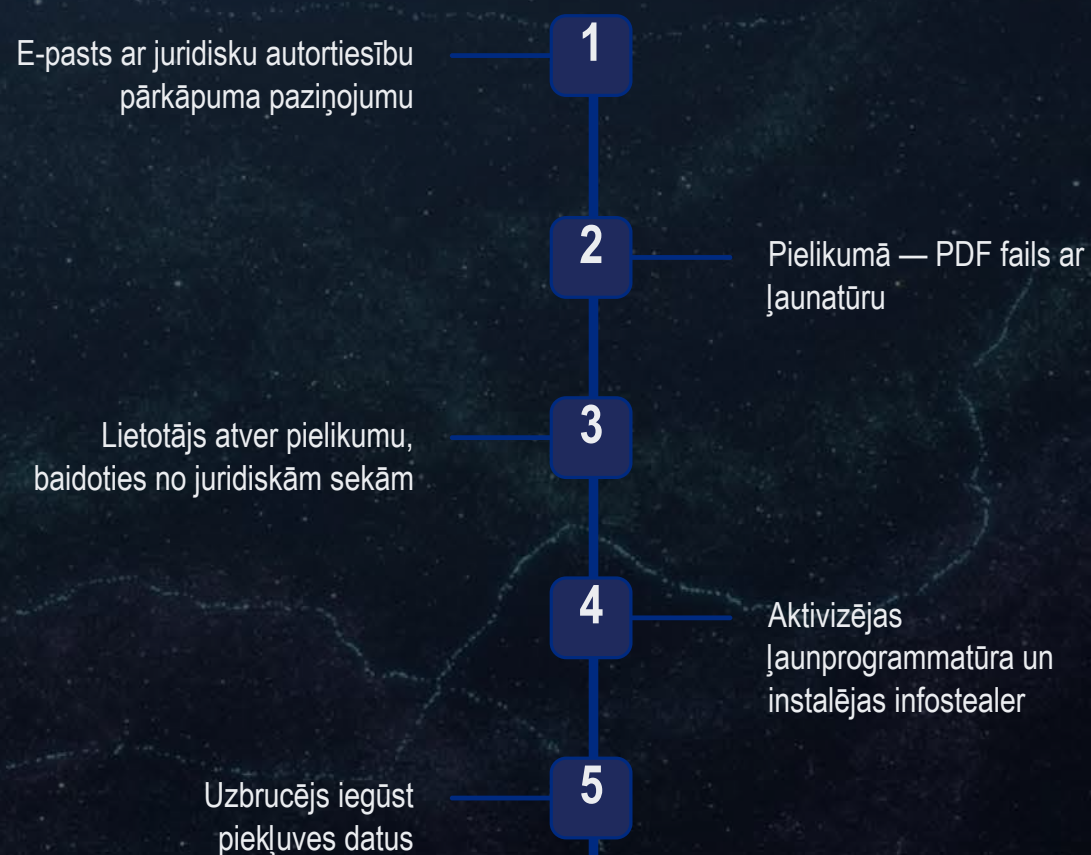 1
E-pasts ar juridisku autortiesību
pārkāpuma paziņojumu
2
Pielikumā — PDF fails ar
ļaunatūru
3
Lietotājs atver pielikumu,
baidoties no juridiskām sekām
4
Aktivizējas
ļaunprogrammatūra un
instalējas infostealer
5
Uzbrucējs iegūst
piekļuves datus